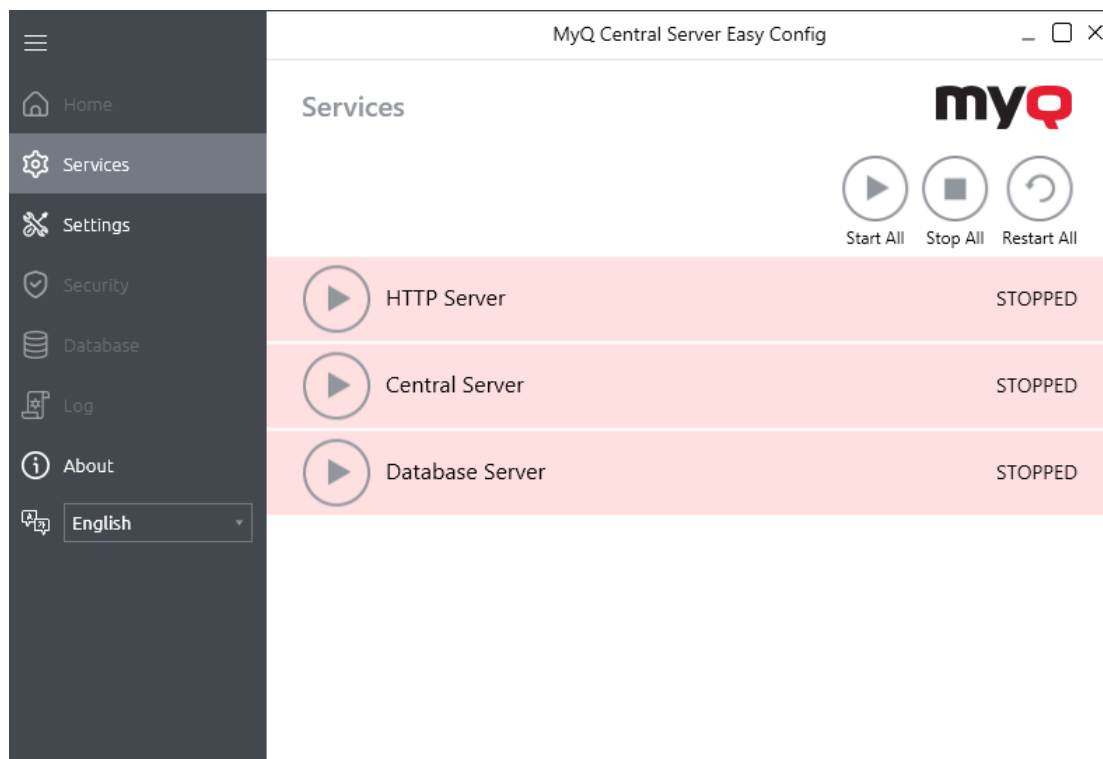 MyQ Central Server Easy Config
Home
Services
Settings
Security
Database
Log
About
English
Services
myQ
Start All Stop All Restart All
HTTP Server STOPPED
Central Server STOPPED
Database Server STOPPED